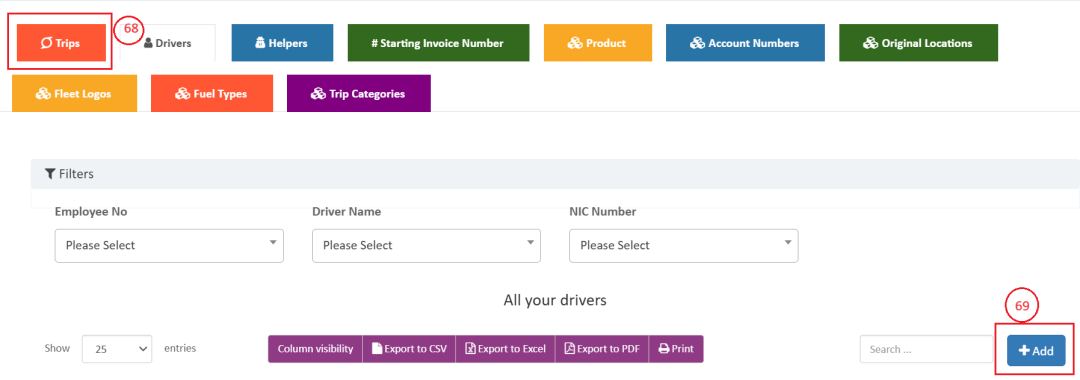 Trips 68 Drivers Helpers # Starting Invoice Number Product Account Numbers Original Locations
Fleet Logos Fuel Types Trip Categories
Filters
Employee No Driver Name NIC Number
Please Select Please Select Please Select
All your drivers
69
Show 25 entries Column visibility Export to CSV Export to Excel Export to PDF Print Search ... + Add